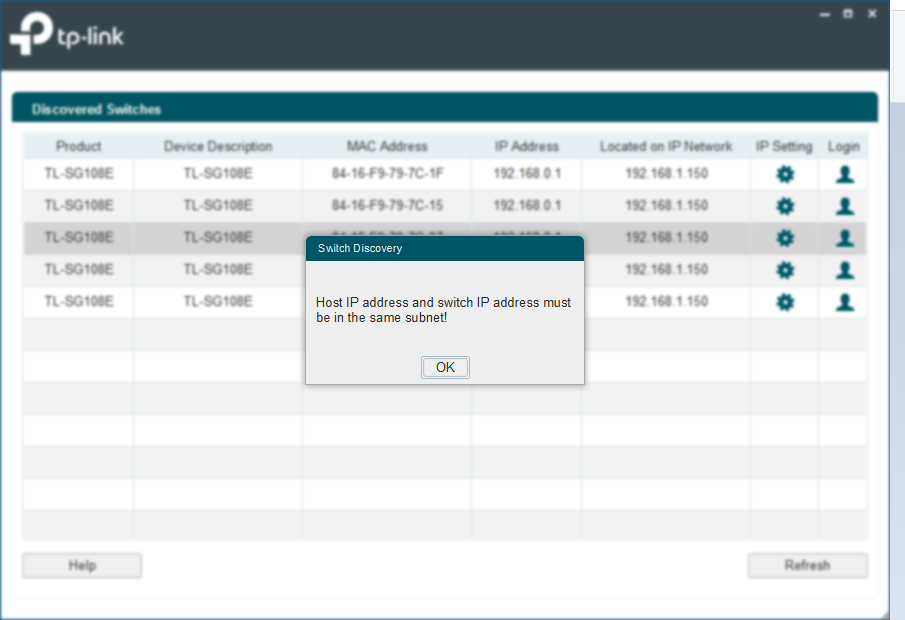 tp-link
Discovered Switches
Product Device Description MAC Address IP Address Located on IP Network IP Setting Login
TL-SG108E TL-SG108E 84-16-F9-79-7C-1F 192.168.0.1 192.168.1.150
TL-SG108E TL-SG108E 84-16-F9-79-7C-15 192.168.0.1 192.168.1.150
TL-SG108E TL-SG108E 192.168.1.150
Switch Discovery
TL-SG108E TL-SG108E 192.168.1.150
TL-SG108E TL-SG108E 192.168.1.150
Host IP address and switch IP address must
be in the same subnet!
OK
Help Refresh